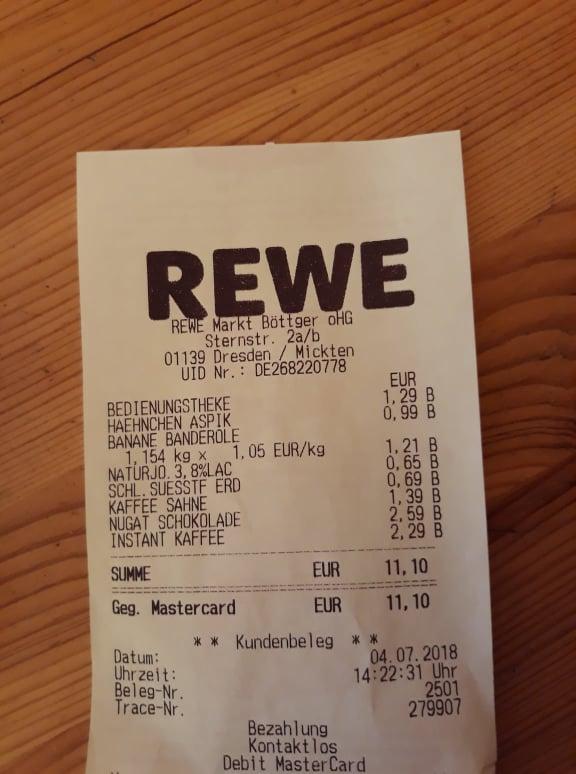 REWE
REWE Markt Böttger oHG
Sternstr. 2a/b
01139 Dresden / Mickten
UID Nr.: DE268220778
EUR
BEDIENUNGSTHEKE 1,29 B
HAEHNCHEN ASPIK 0,99 B
BANANE BANDEROLE
1,154 kg x 1,05 EUR/kg 1,21 B
NATURJO.3,8%LAC 0,65 B
SCHL.SUESSTF ERD 0,69 B
KAFFEE SAHNE 1,39 B
NUGAT SCHOKOLADE 2,59 B
INSTANT KAFFEE 2,29 B
SUMME EUR 11,10
Geg. Mastercard EUR 11,10
* * Kundenbeleg * *
Datum: 04.07.2018
Uhrzeit: 14:22:31 Uhr
Beleg-Nr. 2501
Trace-Nr. 279907
Bezahlung
Kontaktlos
Debit MasterCard